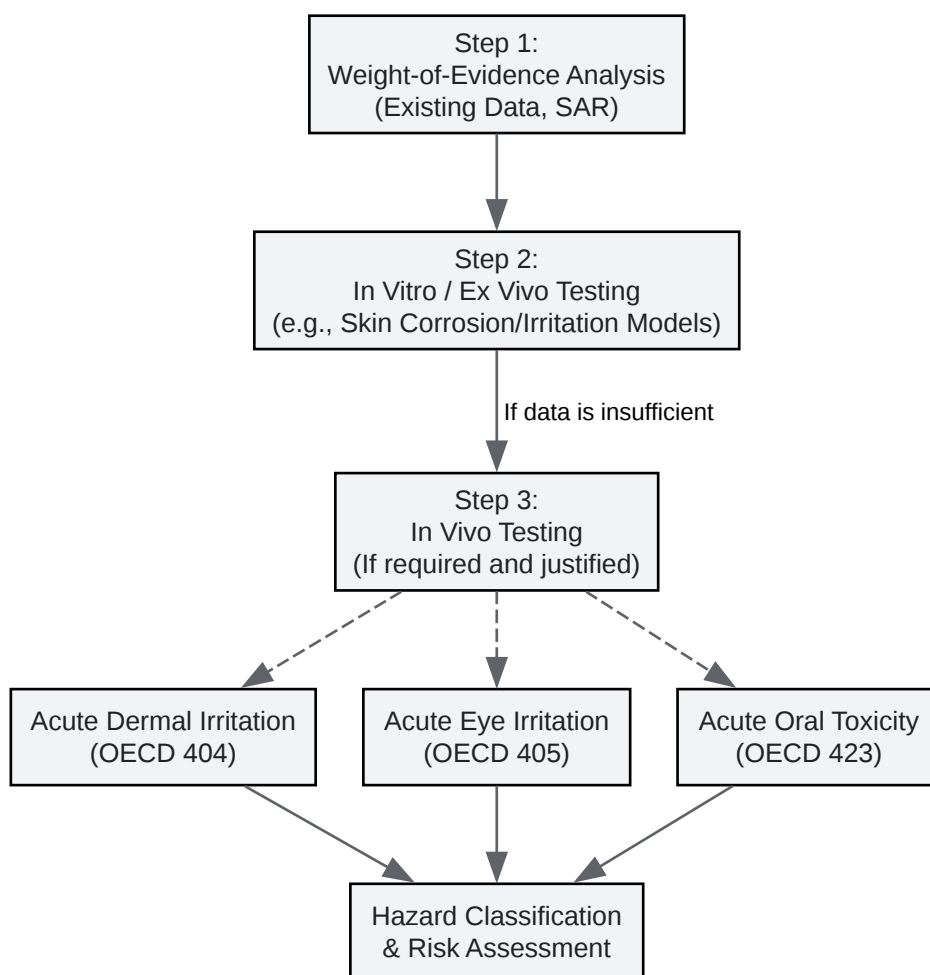 Step 1:
Weight-of-Evidence Analysis
(Existing Data, SAR)
Step 2:
In Vitro / Ex Vivo Testing
(e.g., Skin Corrosion/Irritation Models)
If data is insufficient
Step 3:
In Vivo Testing
(If required and justified)
Acute Dermal Irritation
(OECD 404)
Acute Eye Irritation
(OECD 405)
Acute Oral Toxicity
(OECD 423)
Hazard Classification
& Risk Assessment